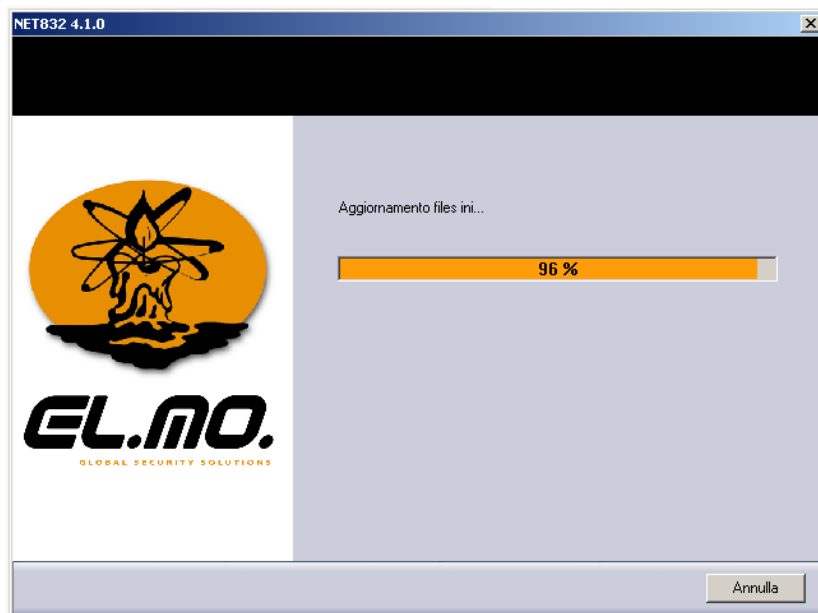 NET832 4.1.0
Aggiornamento files ini...
96 %
EL.MO.
GLOBAL SECURITY SOLUTIONS
Annulla